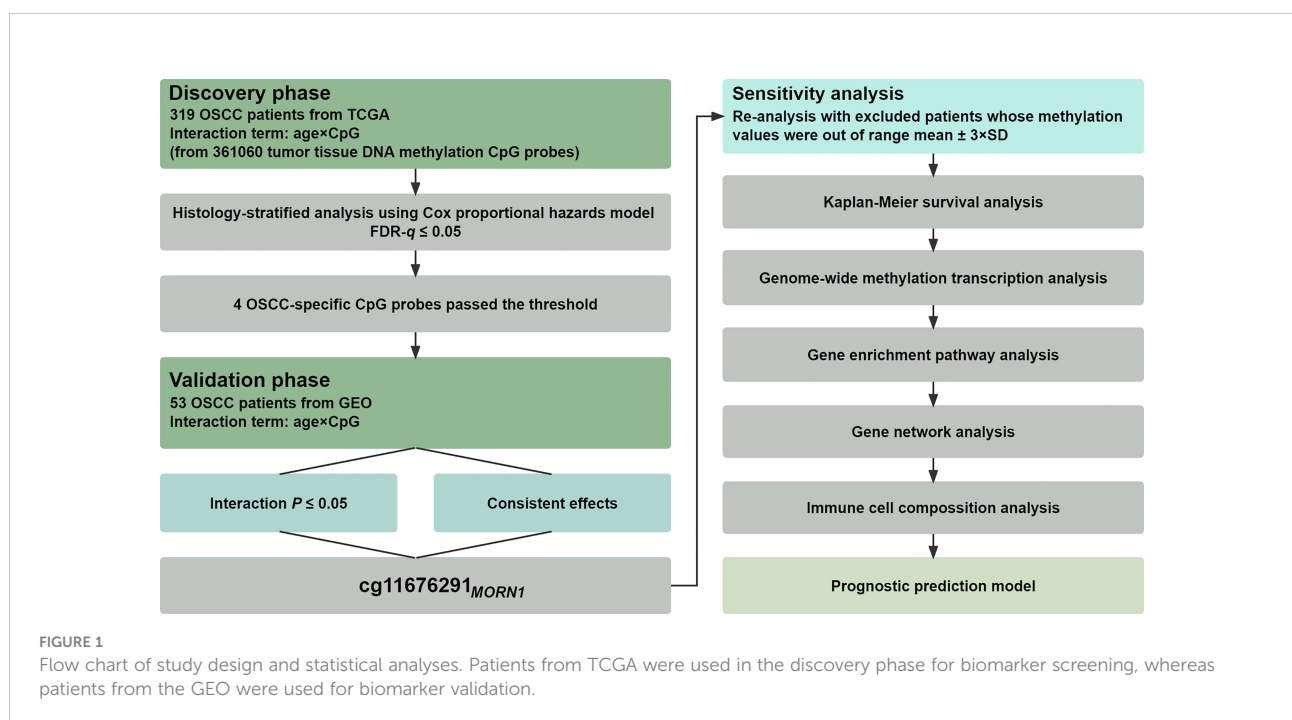 Discovery phase
319 OSCC patients from TCGA
Interaction term: age×CpG
(from 361060 tumor tissue DNA methylation CpG probes)
Histology-stratified analysis using Cox proportional hazards model
FDR-q ≤ 0.05
4 OSCC-specific CpG probes passed the threshold
Validation phase
53 OSCC patients from GEO
Interaction term: age×CpG
Interaction P ≤ 0.05
Consistent effects
cg11676291MORN1
Sensitivity analysis
Re-analysis with excluded patients whose methylation
values were out of range mean ± 3×SD
Kaplan-Meier survival analysis
Genome-wide methylation transcription analysis
Gene enrichment pathway analysis
Gene network analysis
Immune cell compossition analysis
Prognostic prediction model
FIGURE 1
Flow chart of study design and statistical analyses. Patients from TCGA were used in the discovery phase for biomarker screening, whereas
patients from the GEO were used for biomarker validation.